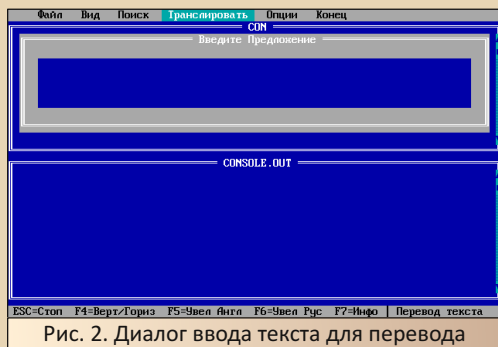 Файл Вид Поиск Транслировать Опции Конец
CON
Введите Предложение
CONSOLE.OUT
ESC=Стоп F4=Верт/Гориз F5=Увел Англ F6=Увел Рус F7=Инфо Перевод текста
Рис. 2. Диалог ввода текста для перевода